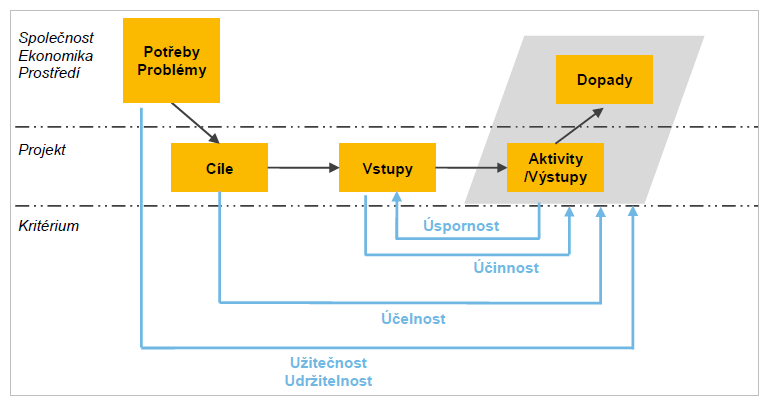 Společnost
Ekonomika
Prostředí
Potřeby
Problémy
Dopady
Projekt
Cíle
Vstupy
Aktivity
/Výstupy
Kritérium
Úspornost
Účinnost
Účelnost
Užitečnost
Udržitelnost